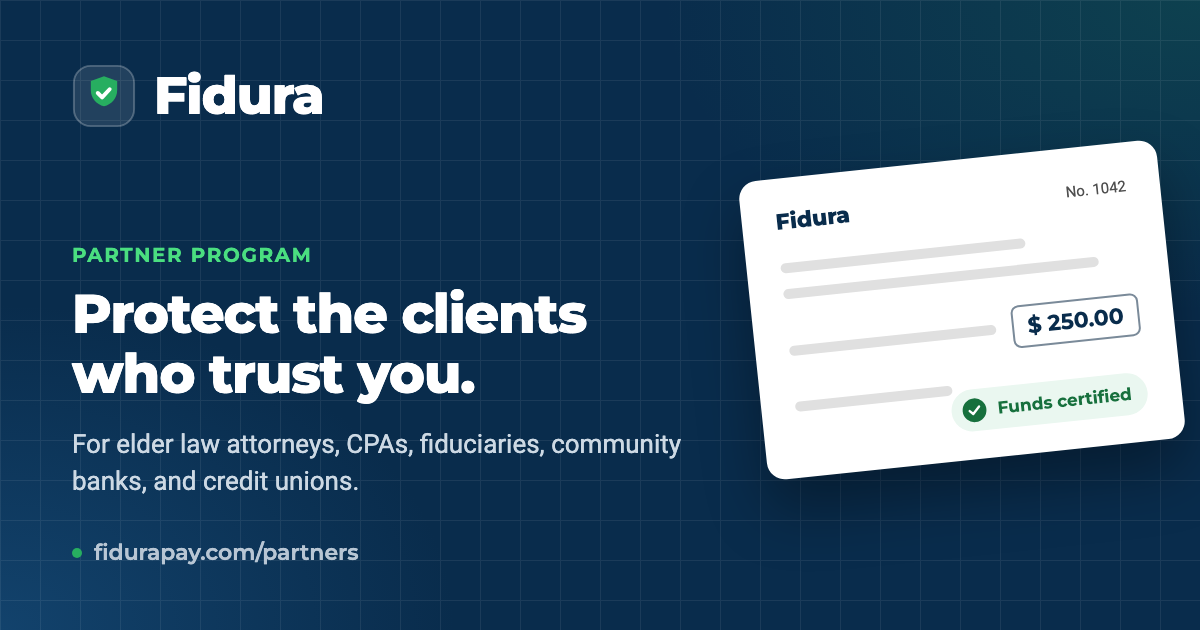 Fidura
PARTNER PROGRAM
Protect the clients
who trust you.
For elder law attorneys, CPAs, fiduciaries, community
banks, and credit unions.
fidurapay.com/partners
No. 1042
Fidura
$ 250.00
Funds certified